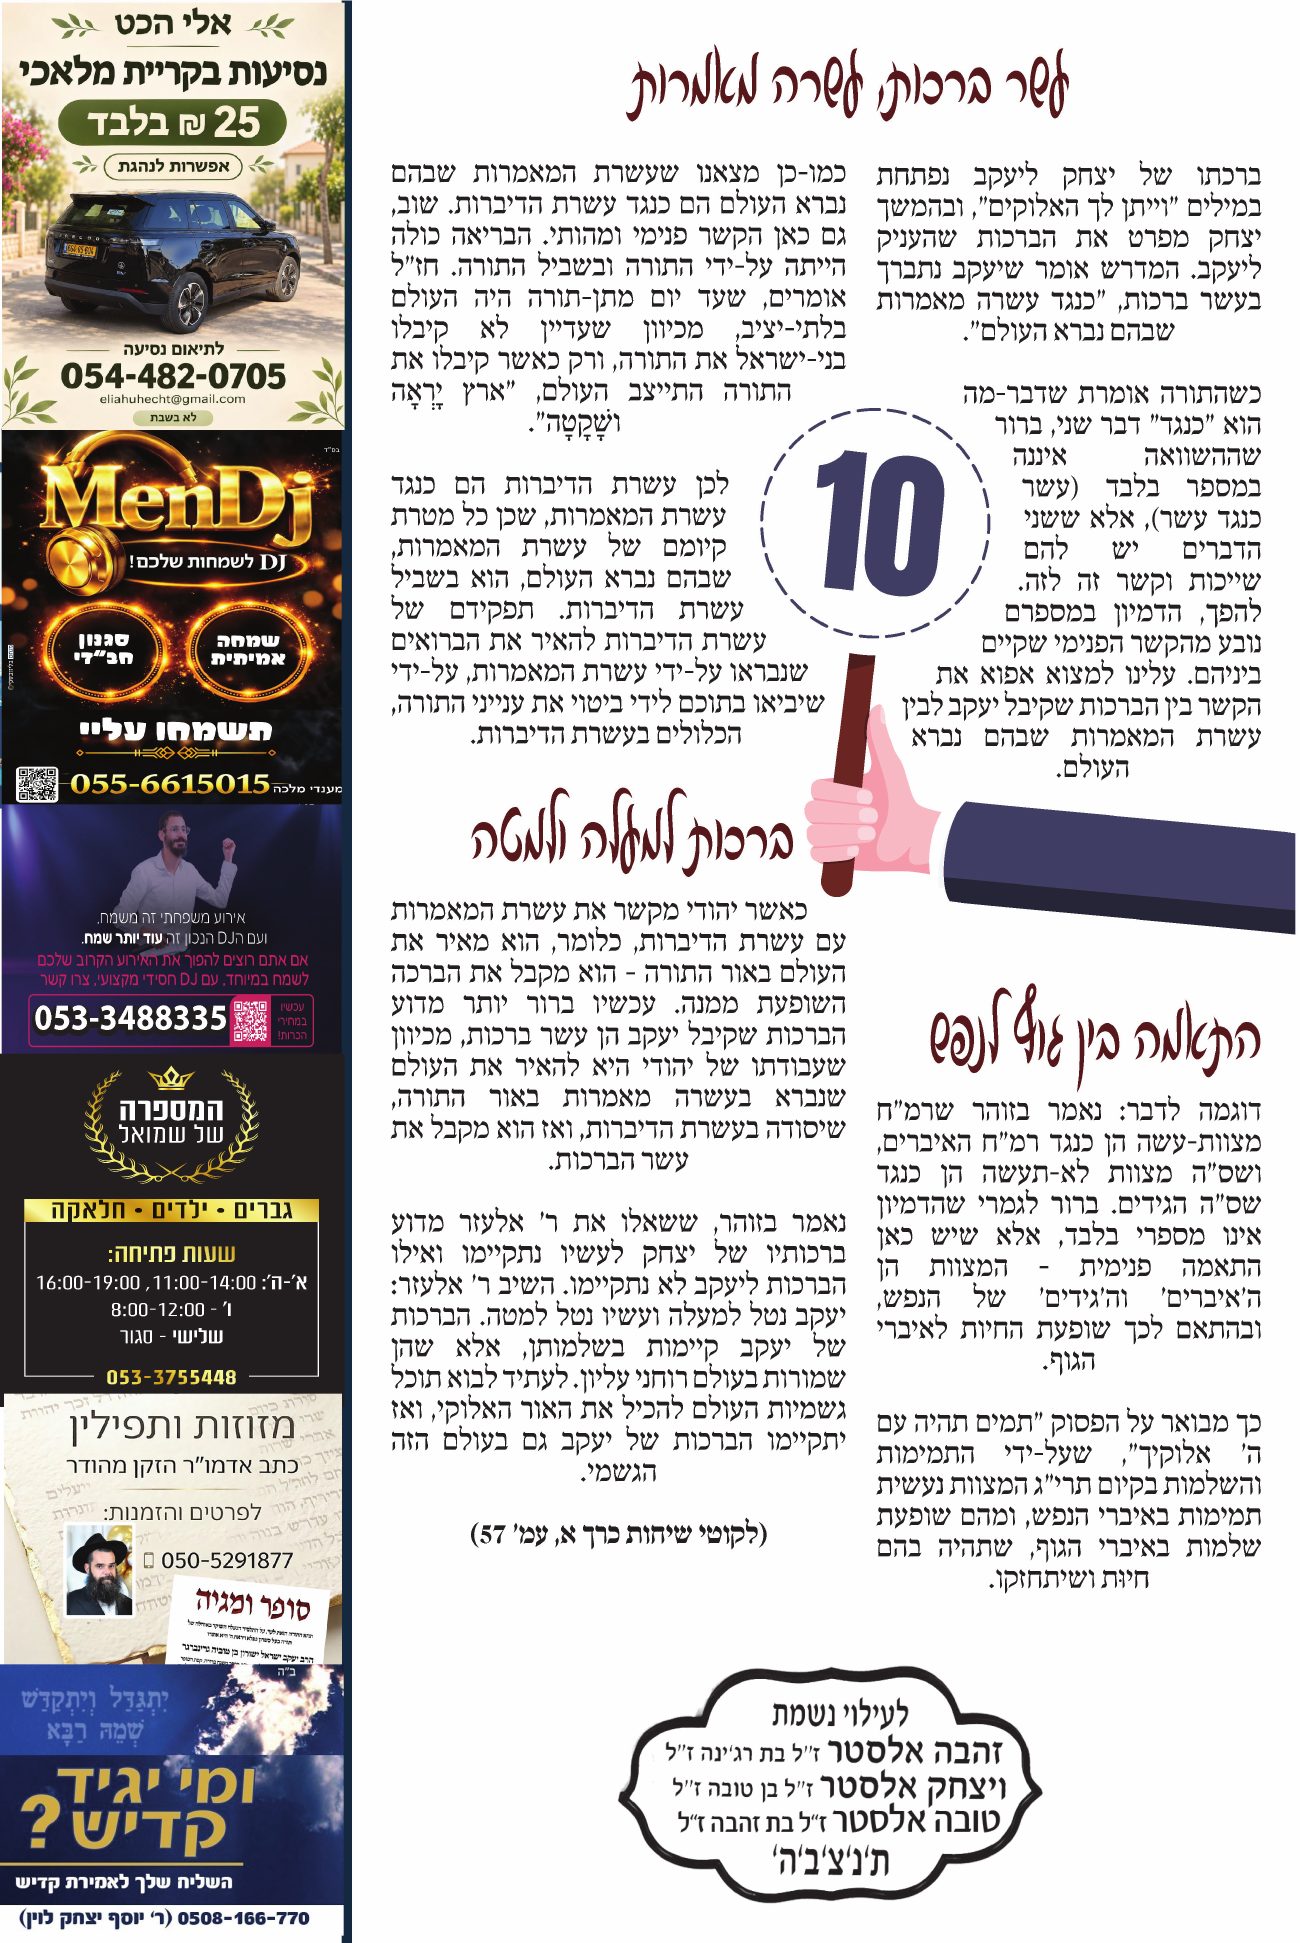 עשר ברכות, עשרה מאמרות
ברכתו של יצחק ליעקב נפתחת
במילים "וייתן לך האלוקים", ובהמשך
יצחק מפרט את הברכות שהעניק
ליעקב. המדרש אומר שיעקב נתברך
בעשר ברכות, "כנגד עשרה מאמרות
שבהם נברא העולם".
כשהתורה אומרת שדבר-מה
הוא "כנגד" דבר שני, ברור
שההשוואה איננה
במספר בלבד (עשר
כנגד עשר), אלא ששני
הדברים יש להם
שייכות וקשר זה לזה.
להפך, הדמיון במספרם
נובע מהקשר הפנימי שקיים
ביניהם. עלינו למצוא אפוא את
הקשר בין הברכות שקיבל יעקב לבין
עשרת המאמרות שבהם נברא
העולם.
10
התאמה בין גוף לנפש
דוגמה לדבר: נאמר בזוהר שרמ"ח
מצוות-עשה הן כנגד רמ"ח האיברים,
ושס"ה מצוות לא-תעשה הן כנגד
שס"ה הגידים. ברור לגמרי שהדמיון
אינו מספרי בלבד, אלא שיש כאן
התאמה פנימית - המצוות הן
ה'איברים' וה'גידים' של הנפש,
ובהתאם לכך שופעת החיות לאיברי
הגוף.
כך מבואר על הפסוק "תמים תהיה עם
ה' אלוקיך", שעל-ידי התמימות
והשלמות בקיום תרי"ג המצוות נעשית
תמימות באיברי הנפש, ומהם שופעת
שלמות באיברי הגוף, שתהיה בהם
חיות ושיתחזקו.
כמו-כן מצאנו שעשרת המאמרות שבהם
נברא העולם הם כנגד עשרת הדיברות. שוב,
גם כאן הקשר פנימי ומהותי. הבריאה כולה
הייתה על-ידי התורה ובשביל התורה. חז"ל
אומרים, שעד יום מתן-תורה היה העולם
בלתי-יציב, מכיוון שעדיין לא קיבלו
בני-ישראל את התורה, ורק כאשר קיבלו את
התורה התייצב העולם, "ארץ יָרְאָה
וְשָׁקָטָה".
לכן עשרת הדיברות הם כנגד
עשרת המאמרות, שכן כל מטרת
קיומם של עשרת המאמרות,
שבהם נברא העולם, הוא בשביל
עשרת הדיברות. תפקידם של
עשרת הדיברות להאיר את הברואים
שנבראו על-ידי עשרת המאמרות, על-ידי
שיביאו בתוכם לידי ביטוי את ענייני התורה,
הכלולים בעשרת הדיברות.
ברכות למעלה ולמטה
כאשר יהודי מקשר את עשרת המאמרות
עם עשרת הדיברות, כלומר, הוא מאיר את
העולם באור התורה - הוא מקבל את הברכה
השופעת ממנה. עכשיו ברור יותר מדוע
הברכות שקיבל יעקב הן עשר ברכות, מכיוון
שעבודתו של יהודי היא להאיר את העולם
שנברא בעשרה מאמרות באור התורה,
שיסודה בעשרת הדיברות, ואז הוא מקבל את
עשר הברכות.
נאמר בזוהר, ששאלו את ר' אלעזר מדוע
ברכותיו של יצחק לעשיו נתקיימו ואילו
הברכות ליעקב לא נתקיימו. השיב ר' אלעזר:
יעקב נטל למעלה ועשיו נטל למטה. הברכות
של יעקב קיימות בשלמותן, אלא שהן
שמורות בעולם רוחני עליון. לעתיד לבוא תוכל
גשמיות העולם להכיל את האור האלוקי, ואז
יתקיימו הברכות של יעקב גם בעולם הזה
הגשמי.
(לקוטי שיחות כרך א, עמ' 57)
לעילוי נשמת
זהבה אלסטר ז"ל בת רג'ינה ז"ל
ויצחק אלסטר ז"ל בן טובה ז"ל
טובה אלסטר ז"ל בת זהבה ז"ל
ת'נ'צ'ב'ה'
אלי הכט
נסיעות בקריית מלאכי
25 ₪ בלבד
אפשרות לנהגת
לתיאום נסיעה
054-482-0705
eliahuhecht@gmail.com
לא בשבת
בס"ד
MenDj
DJ לשמחות שלכם!
שמחה אמיתית
סגנון חב"די
תשמחו עליי
055-6615015 מענדי מלכה
אירוע משפחתי זה משמח,
ועם הDJ הנכון זה עוד יותר שמח.
אם אתם רוצים להפוך את האירוע הקרוב שלכם
לשמח במיוחד, עם DJ חסידי מקצועי, צרו קשר
053-3488335
עכשיו
במחירי
הכרות!
המספרה
של שמואל
גברים • ילדים • חלאקה
שעות פתיחה:
א'-ה': 11:00-14:00, 16:00-19:00
ו' - 8:00-12:00
שלישי - סגור
053-3755448
מזוזות ותפילין
כתב אדמו"ר הזקן מהודר
לפרטים והזמנות:
050-5291877
סופר ומגיה
הרב יעקב ישראל ישורון בן טוביה גרינברגר
ב"ה
יִתְגַּדַּל וְיִתְקַדַּשׁ
שְׁמֵהּ רַבָּא
ומי יגיד
קדיש?
השליח שלך לאמירת קדיש
0508-166-770 (ר' יוסף יצחק לוין)